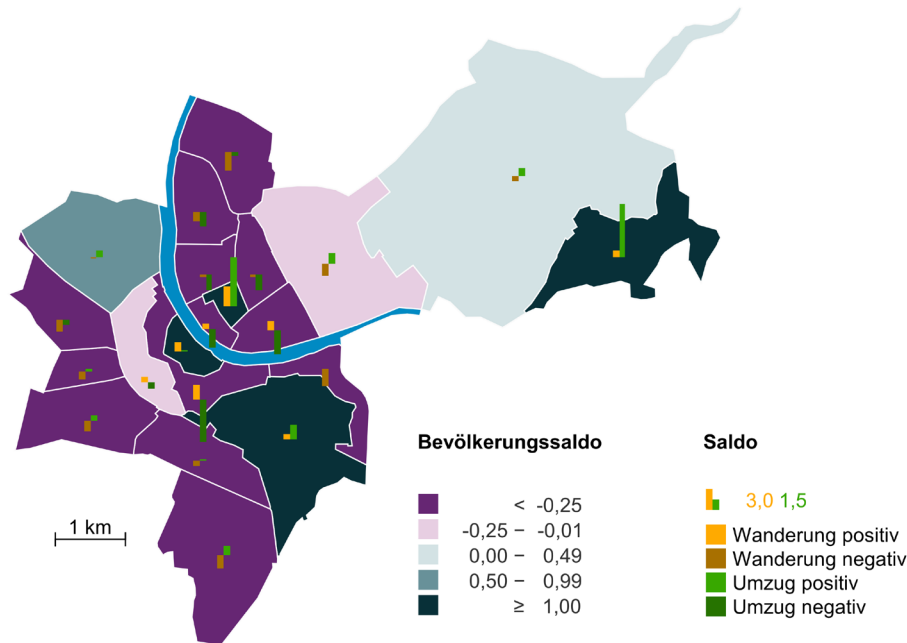 1 km
Bevölkerungssaldo
< -0,25
-0,25 – -0,01
0,00 – 0,49
0,50 – 0,99
≥ 1,00
Saldo
3,0 1,5
Wanderung positiv
Wanderung negativ
Umzug positiv
Umzug negativ